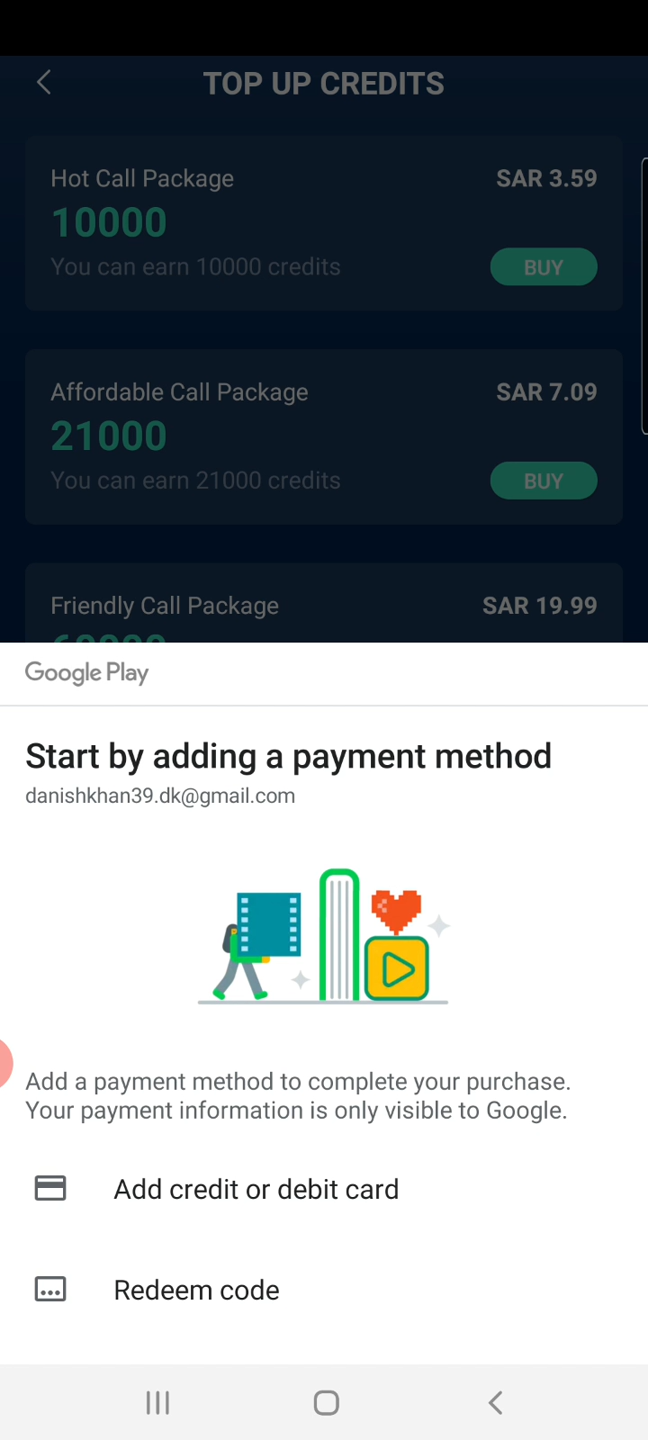 TOP UP CREDITS
Hot Call Package
SAR 3.59
10000
You can earn 10000 credits
BUY
Affordable Call Package
SAR 7.09
21000
You can earn 21000 credits
BUY
Friendly Call Package
SAR 19.99
Google Play
Start by adding a payment method
danishkhan39.dk@gmail.com
Add a payment method to complete your purchase.
Your payment information is only visible to Google.
Add credit or debit card
Redeem code